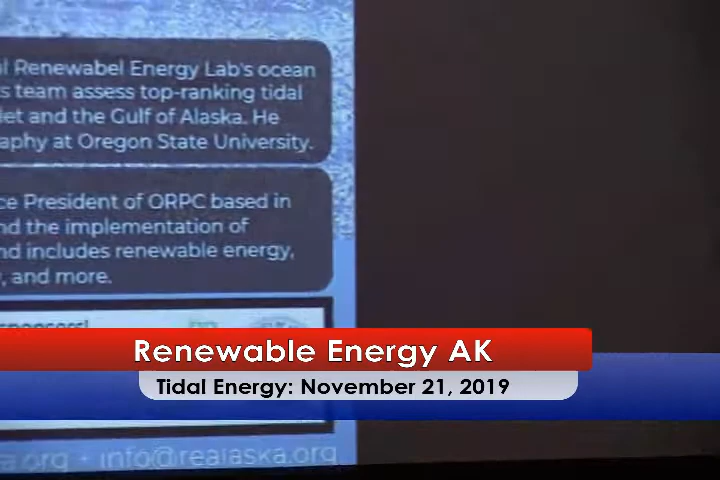 l Renewabel Energy Lab's ocean
s team assess top-ranking tidal
let and the Gulf of Alaska. He
aphy at Oregon State University.
ce President of ORPC based in
nd the implementation of
nd includes renewable energy,
, and more.
sponsors!
Renewable Energy AK
Tidal Energy: November 21, 2019
a.org • info@realaska.org